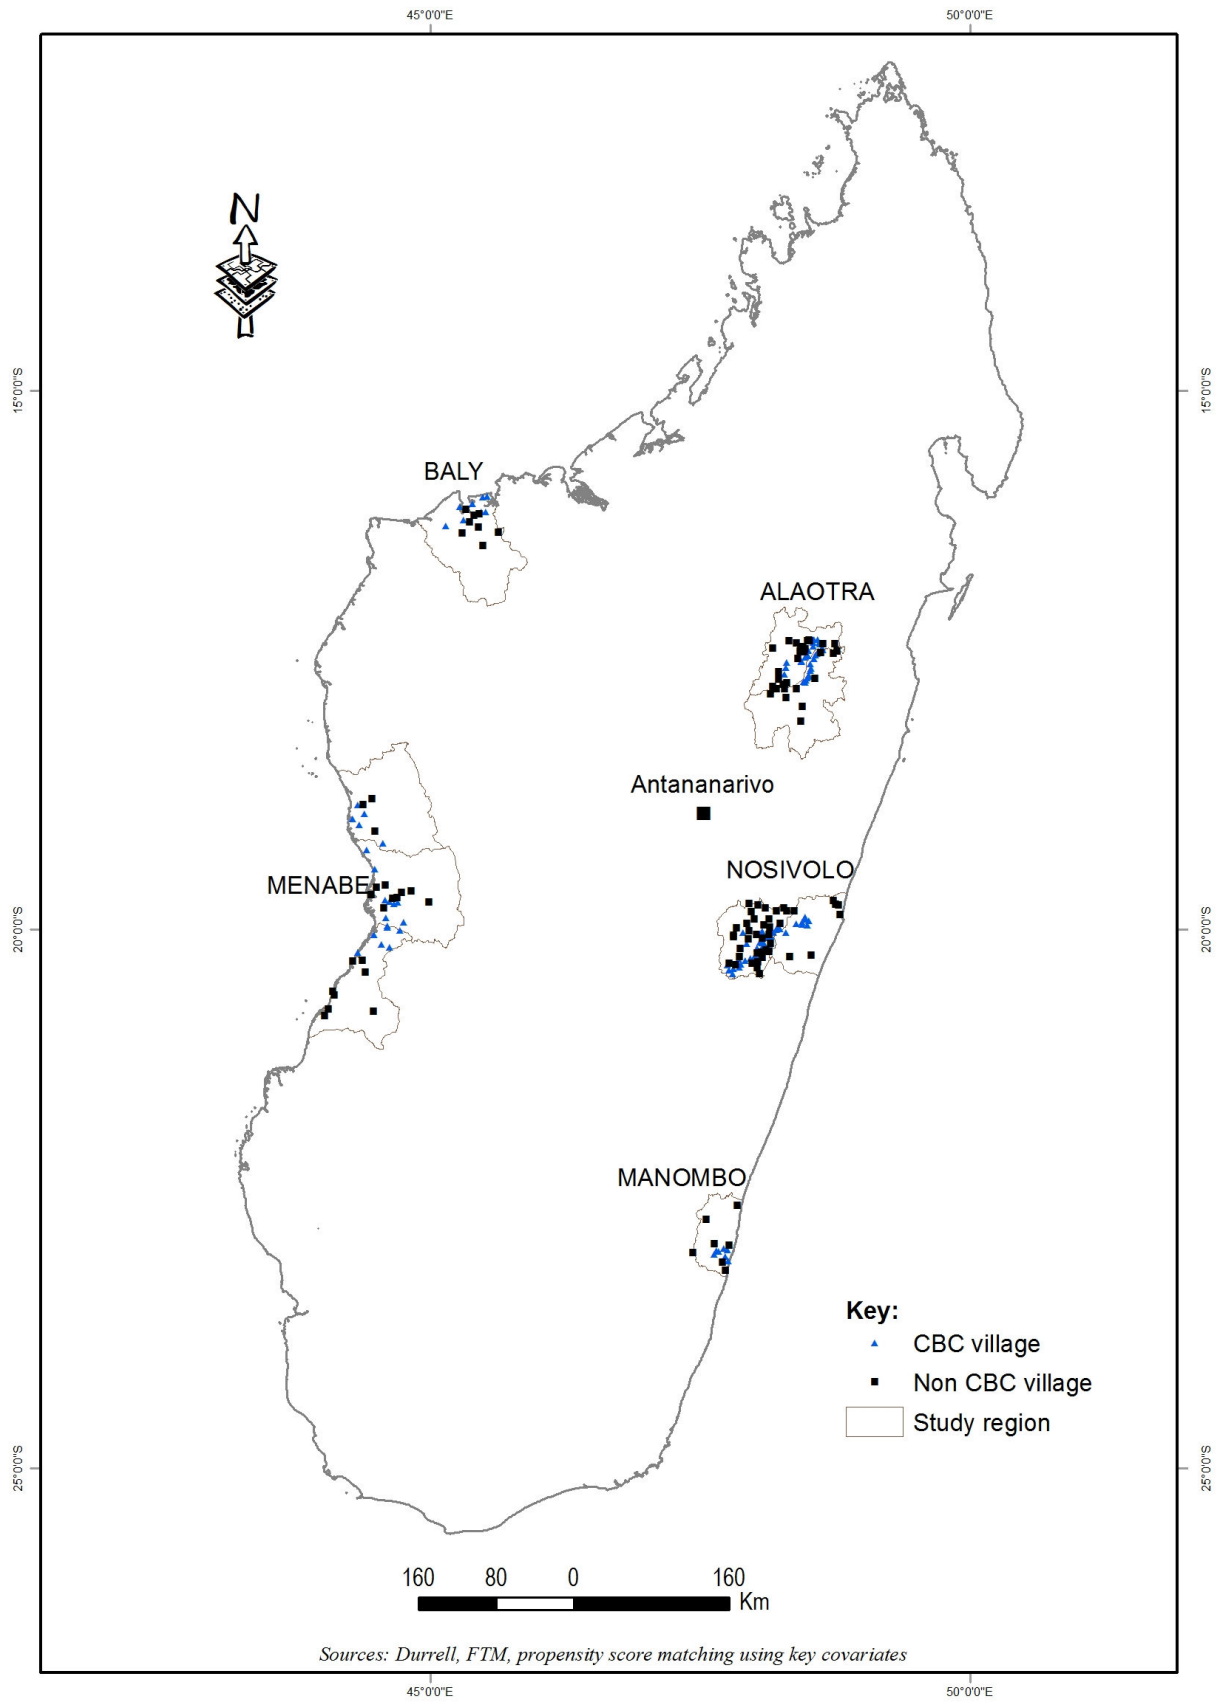 45°0'0"E 50°0'0"E
N
15°0'0"S 15°0'0"S
BALY
ALAOTRA
Antananarivo
NOSIVOLO
MENABE
20°0'0"S 20°0'0"S
MANOMBO
Key:
CBC village
Non CBC village
Study region
25°0'0"S 25°0'0"S
160 80 0 160
Km
Sources: Durrell, FTM, propensity score matching using key covariates
45°0'0"E 50°0'0"E